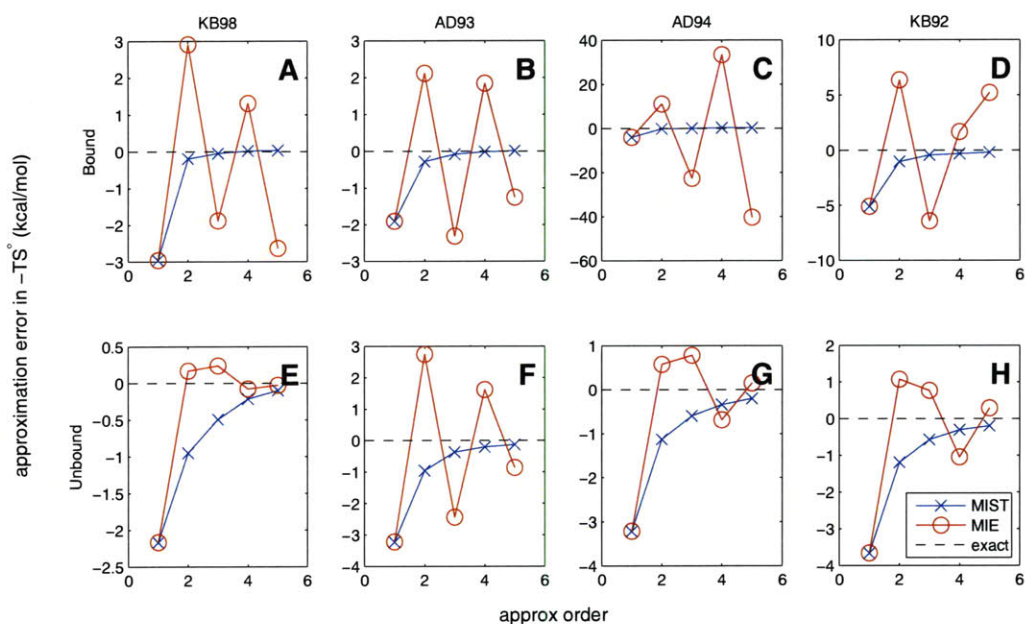 KB98
AD93
AD94
KB92
approximation error in −TS° (kcal/mol)
Bound
A
3
2
1
0
−1
−2
−3
0 2 4 6
B
3
2
1
0
−1
−2
−3
0 2 4 6
C
40
20
0
−20
−40
−60
0 2 4 6
D
10
5
0
−5
−10
0 2 4 6
Unbound
E
0.5
0
−0.5
−1
−1.5
−2
−2.5
0 2 4 6
F
3
2
1
0
−1
−2
−3
−4
0 2 4 6
G
1
0
−1
−2
−3
−4
0 2 4 6
H
2
1
0
−1
−2
−3
−4
0 2 4 6
MIST
MIE
exact
approx order